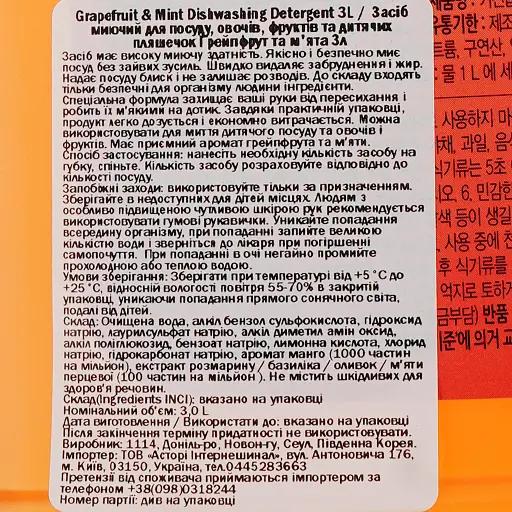 Grapefruit & Mint Dishwashing Detergent 3L / Засіб
миючий для посуду, овочів, фруктів та дитячих
пляшечок Грейпфрут та м'ята 3л
Засіб має високу миючу здатність. Якісно і безпечно миє
посуд без зайвих зусиль. Швидко видаляє забруднення і жир.
Надає посуду блиск і не залишає розводів. До складу входять
тільки безпечні для організму людини інгредієнти.
Спеціальна формула захищає ваші руки від пересихання і
робить їх м'якими на дотик. Завдяки практичній упаковці,
продукт легко дозується і економно витрачається. Можна
використовувати для миття дитячого посуду та овочів і
фруктів. Має приємний аромат грейпфрута та м'яти.
Спосіб застосування: нанесіть необхідну кількість засобу на
губку, спіньте. Кількість засобу розраховуйте відповідно до
кількості посуду.
Запобіжні заходи: використовуйте тільки за призначенням.
Зберігайте в недоступних для дітей місцях. Людям з
особливо підвищеною чутливою шкірою рук рекомендується
використовувати гумові рукавички. Уникайте попадання
всередину організму, при попаданні запийте великою
кількістю води і зверніться до лікаря при погіршенні
самопочуття. При попаданні в очі негайно промийте
прохолодною або теплою водою.
Умови зберігання: Зберігати при температурі від +5 °C до
+25 °C, відносній вологості повітря 55-70% в закритій
упаковці, уникаючи попадання прямого сонячного світа,
подалі від дітей.
Склад: Очищена вода, алкіл бензол сульфокислота, гідроксид
натрію, лаурилсульфат натрію, алкіл диметил амін оксид,
алкіл поліглюкозид, бензоат натрію, лимонна кислота, хлорид
натрію, гідрокарбонат натрію, аромат манго (1000 частин
на мільйон), екстракт розмарину / базиліка / оливок / м'яти
перцевої (100 частин на мільйон ). Не містить шкідливих для
здоров'я речовин.
Склад(Ingredients INCI): вказано на упаковці
Номінальний об'єм: 3,0 L
Дата виготовлення / Використати до: вказано на упаковці
Після закінчення терміну придатності не використовувати.
Виробник: 1114, Доніль-ро, Новон-гу, Сеул, Південна Корея.
Імпортер: ТОВ «Асторі Інтернешинал», вул. Антоновича 176,
м. Київ, 03150, Україна, тел.0445283663
Претензії від споживача приймаються імпортером за
телефоном +38(098)0318244
Номер партії: див на упаковці